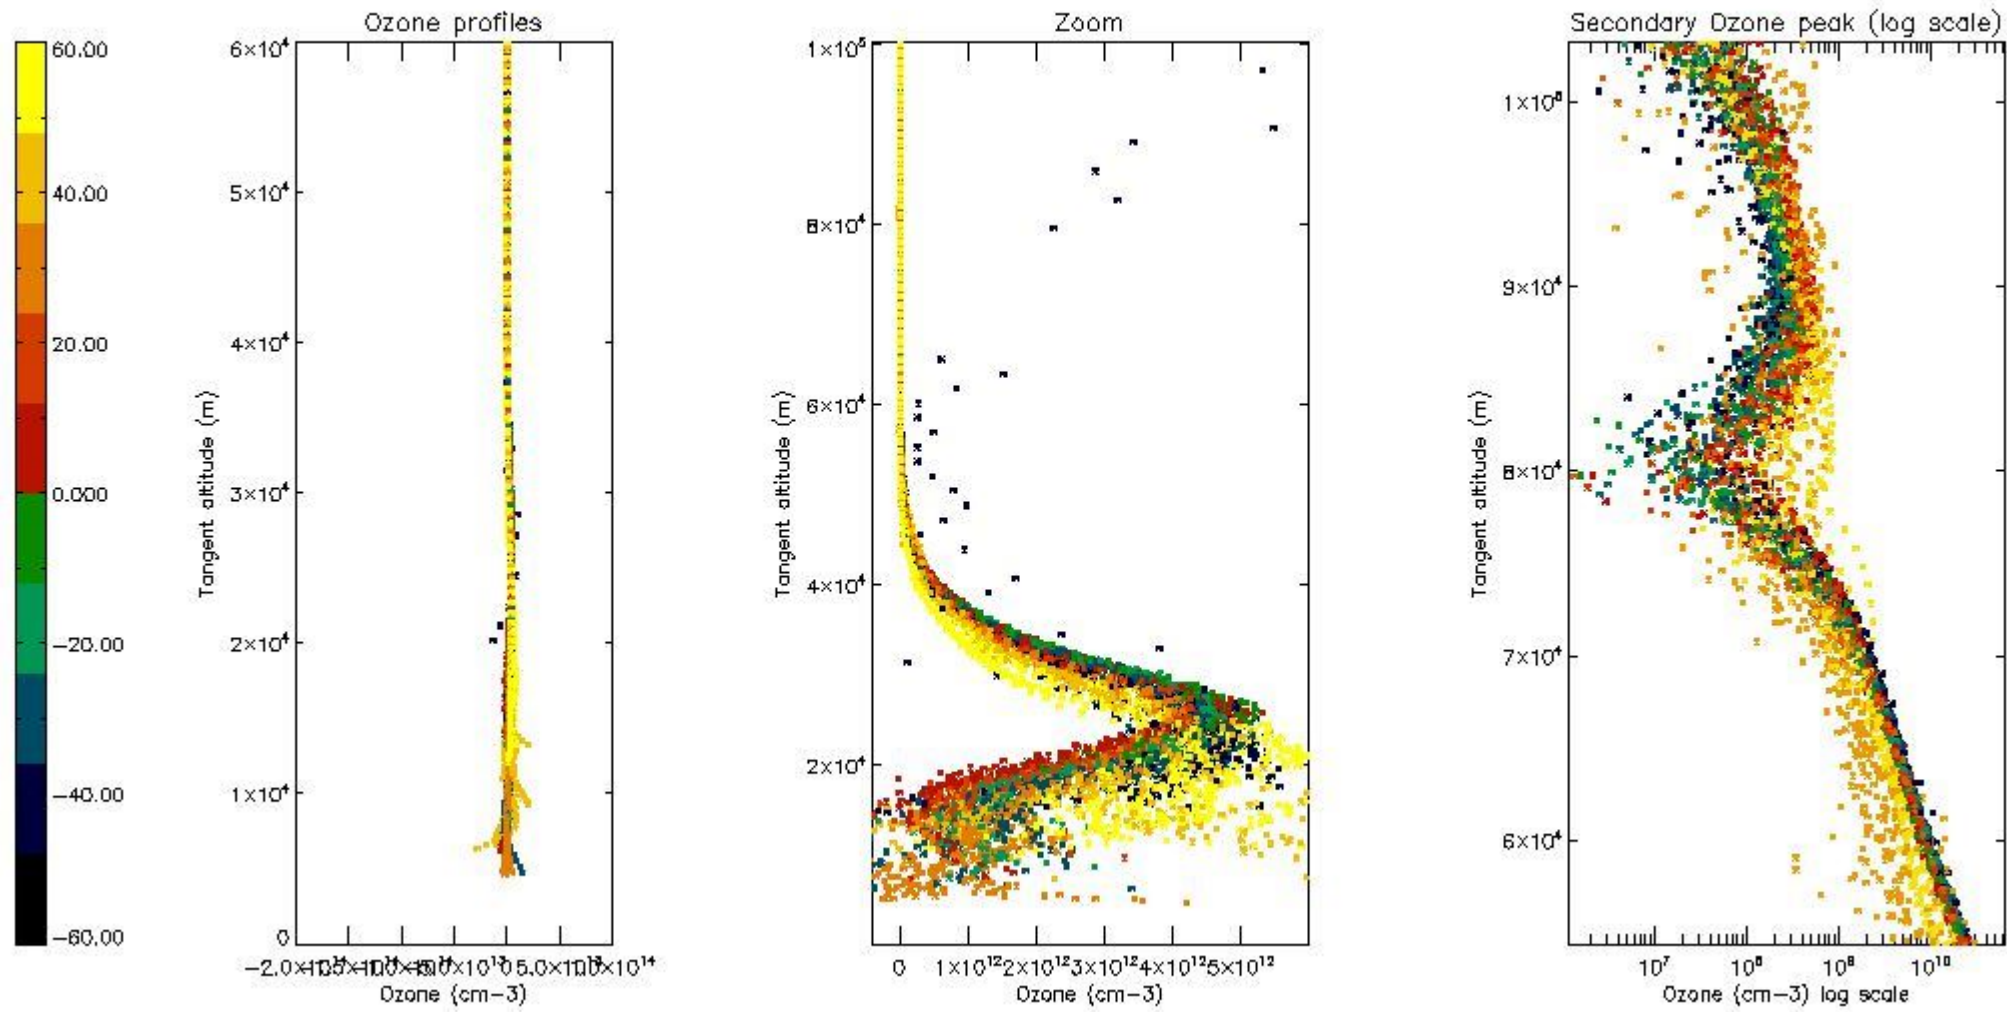 Ozone profiles
Zoom
Secondary Ozone peak (log scale)
60.00
40.00
20.00
-20.00
-40.00
-60.00
6×10⁴
5×10⁴
4×10⁴
3×10⁴
2×10⁴
1×10⁴
0
Tangent altitude (m)
Ozone (cm-3)
1×10⁵
8×10⁴
6×10⁴
4×10⁴
2×10⁴
Tangent altitude (m)
0 1×10¹² 2×10¹² 3×10¹² 4×10¹² 5×10¹²
Ozone (cm-3)
9×10⁴
8×10⁴
7×10⁴
6×10⁴
Tangent altitude (m)
10⁷ 10⁸ 10⁹ 10¹⁰
Ozone (cm-3) log scale